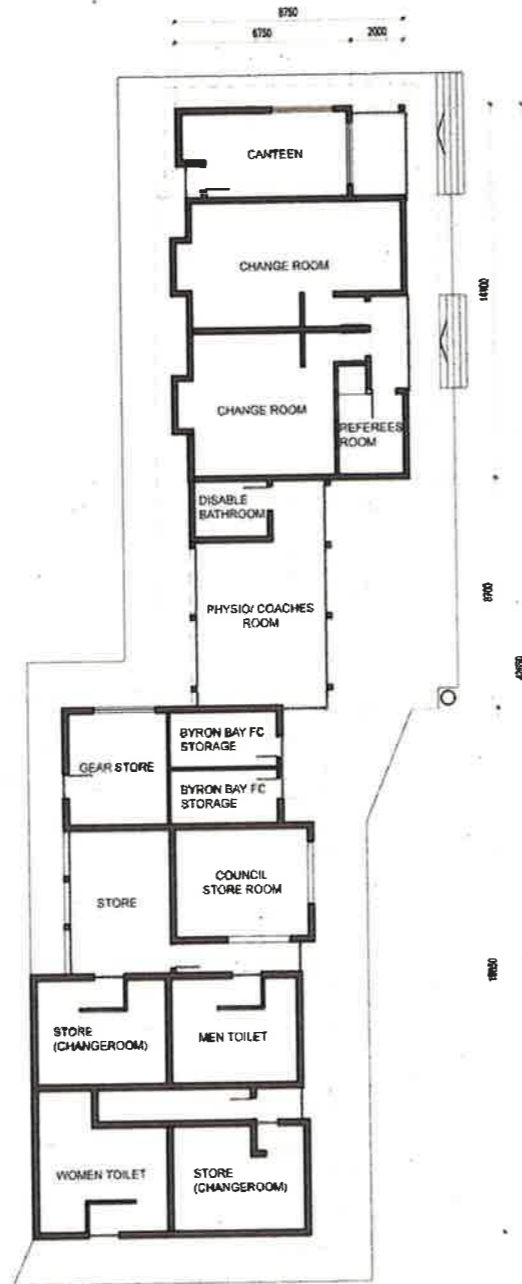 8750
6750
2000
CANTEEN
CHANGE ROOM
14400
CHANGE ROOM
REFEREES
ROOM
DISABLE
BATHROOM
PHYSIO/ COACHES
ROOM
8700
42650
BYRON BAY FC
STORAGE
GEAR STORE
BYRON BAY FC
STORAGE
COUNCIL
STORE ROOM
STORE
STORE
(CHANGEROOM)
MEN TOILET
WOMEN TOILET
STORE
(CHANGEROOM)